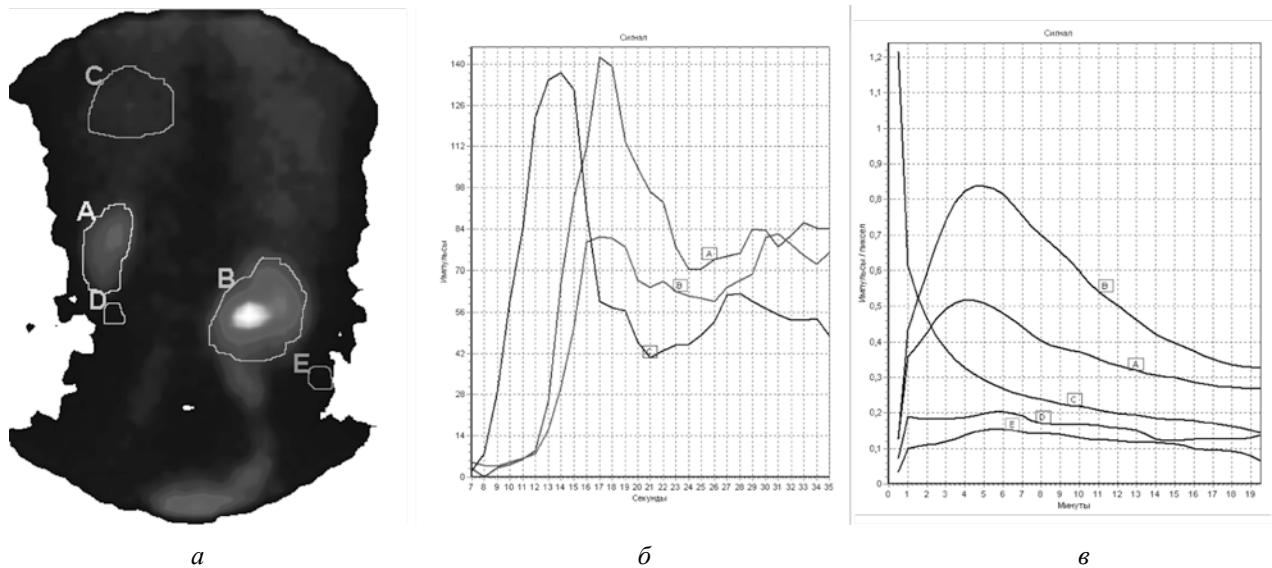 C
A
B
D
E
Сигнал
Импульсы
140
126
112
98
84
70
56
42
28
14
0
A
B
C
7 8 9 10 11 12 13 14 15 16 17 18 19 20 21 22 23 24 25 26 27 28 29 30 31 32 33 34 35
Секунды
Сигнал
Импульсы / пиксел
1,2
1,1
1
0,9
0,8
0,7
0,6
0,5
0,4
0,3
0,2
0,1
0
B
A
C
D
E
0 1 2 3 4 5 6 7 8 9 10 11 12 13 14 15 16 17 18 19
Минуты
а
б
в